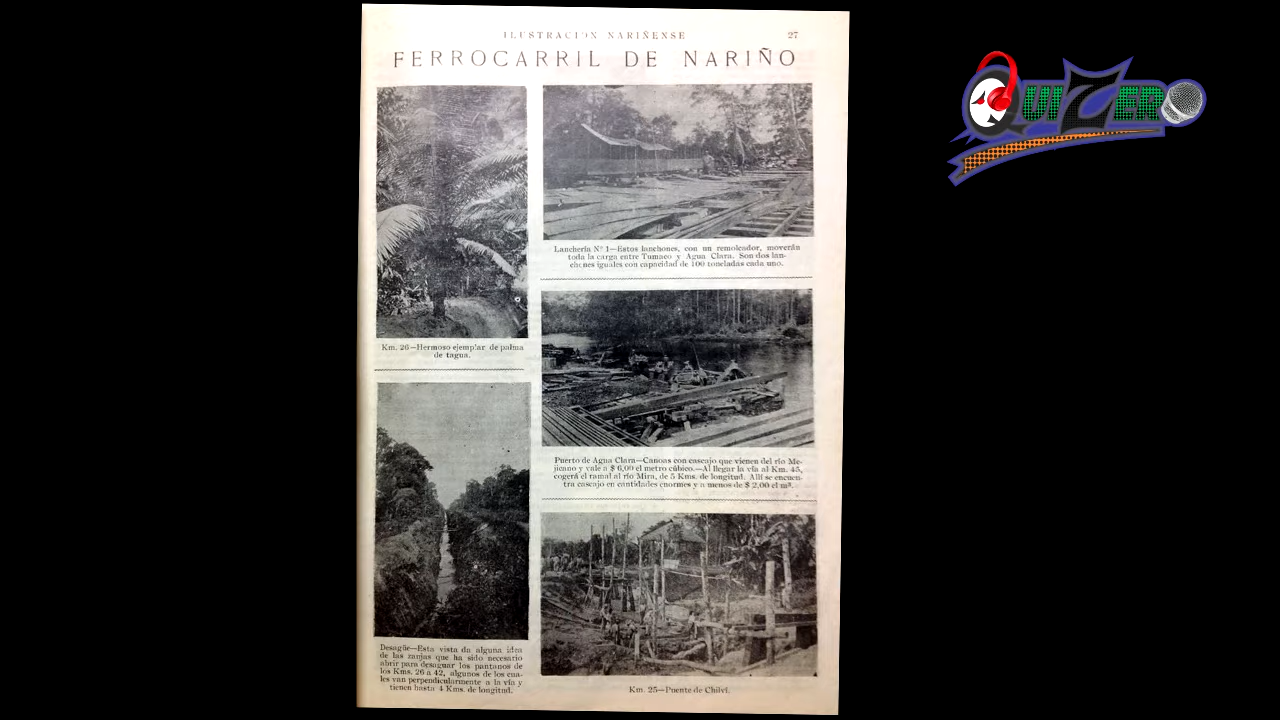 ILUSTRACION NARIÑENSE 27
FERROCARRIL DE NARIÑO
Km. 26—Hermoso ejemplar de palma
de tagua.
Desagüe—Esta vista da alguna idea
de las zanjas que ha sido necesario
abrir para desaguar los pantanos de
los Kms. 26 a 42, algunos de los cua-
les van perpendicularmente a la vía y
tienen hasta 4 Kms. de longitud.
Lanchería N° 1—Estos lanchones, con un remolcador, moverán
toda la carga entre Tumaco y Agua Clara. Son dos lan-
chones iguales con capacidad de 100 toneladas cada uno.
Puerto de Agua Clara—Canoas con cascajo que vienen del río Me-
jicano y vale a $ 6,00 el metro cúbico.—Al llegar la vía al Km. 45,
cogerá el ramal al río Mira, de 5 Kms. de longitud. Allí se encuen-
tra cascajo en cantidades enormes y a menos de $ 2,00 el m³.
Km. 25—Puente de Chilví.
QUIZERO